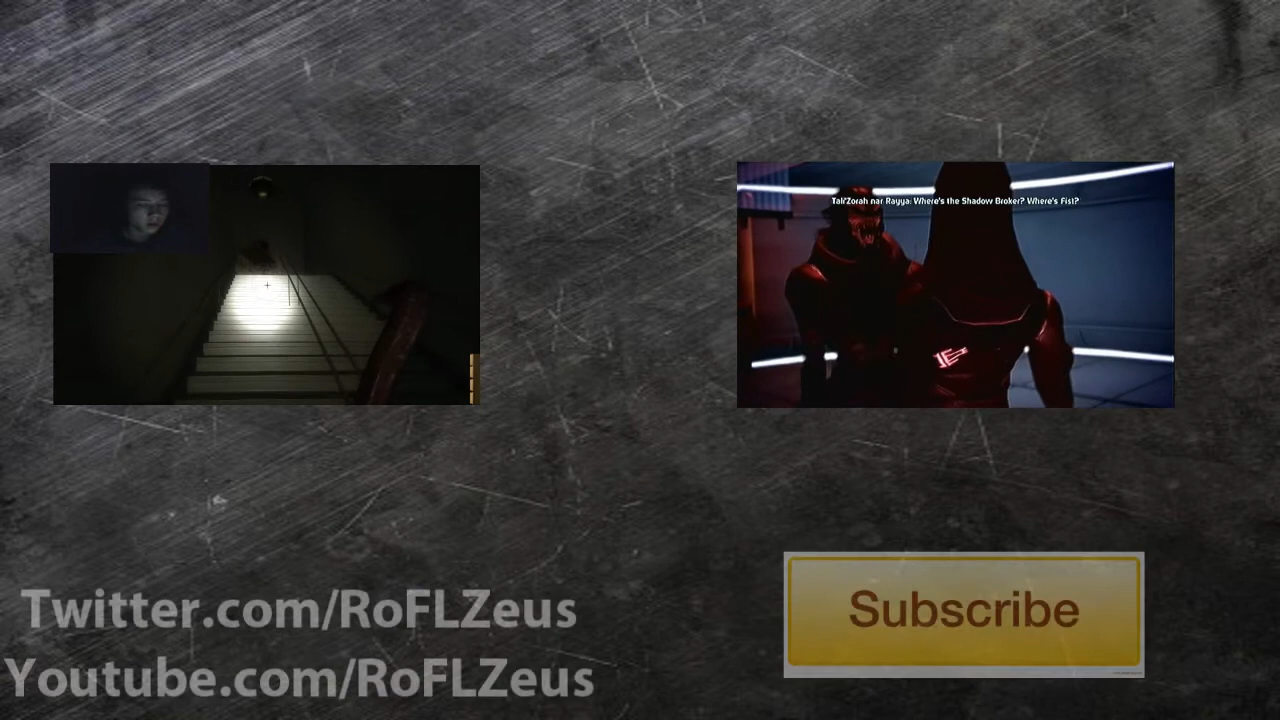 Tali'Zorah nar Rayya: Where's the Shadow Broker? Where's Fist?
Subscribe
Twitter.com/RoFLZeus
Youtube.com/RoFLZeus